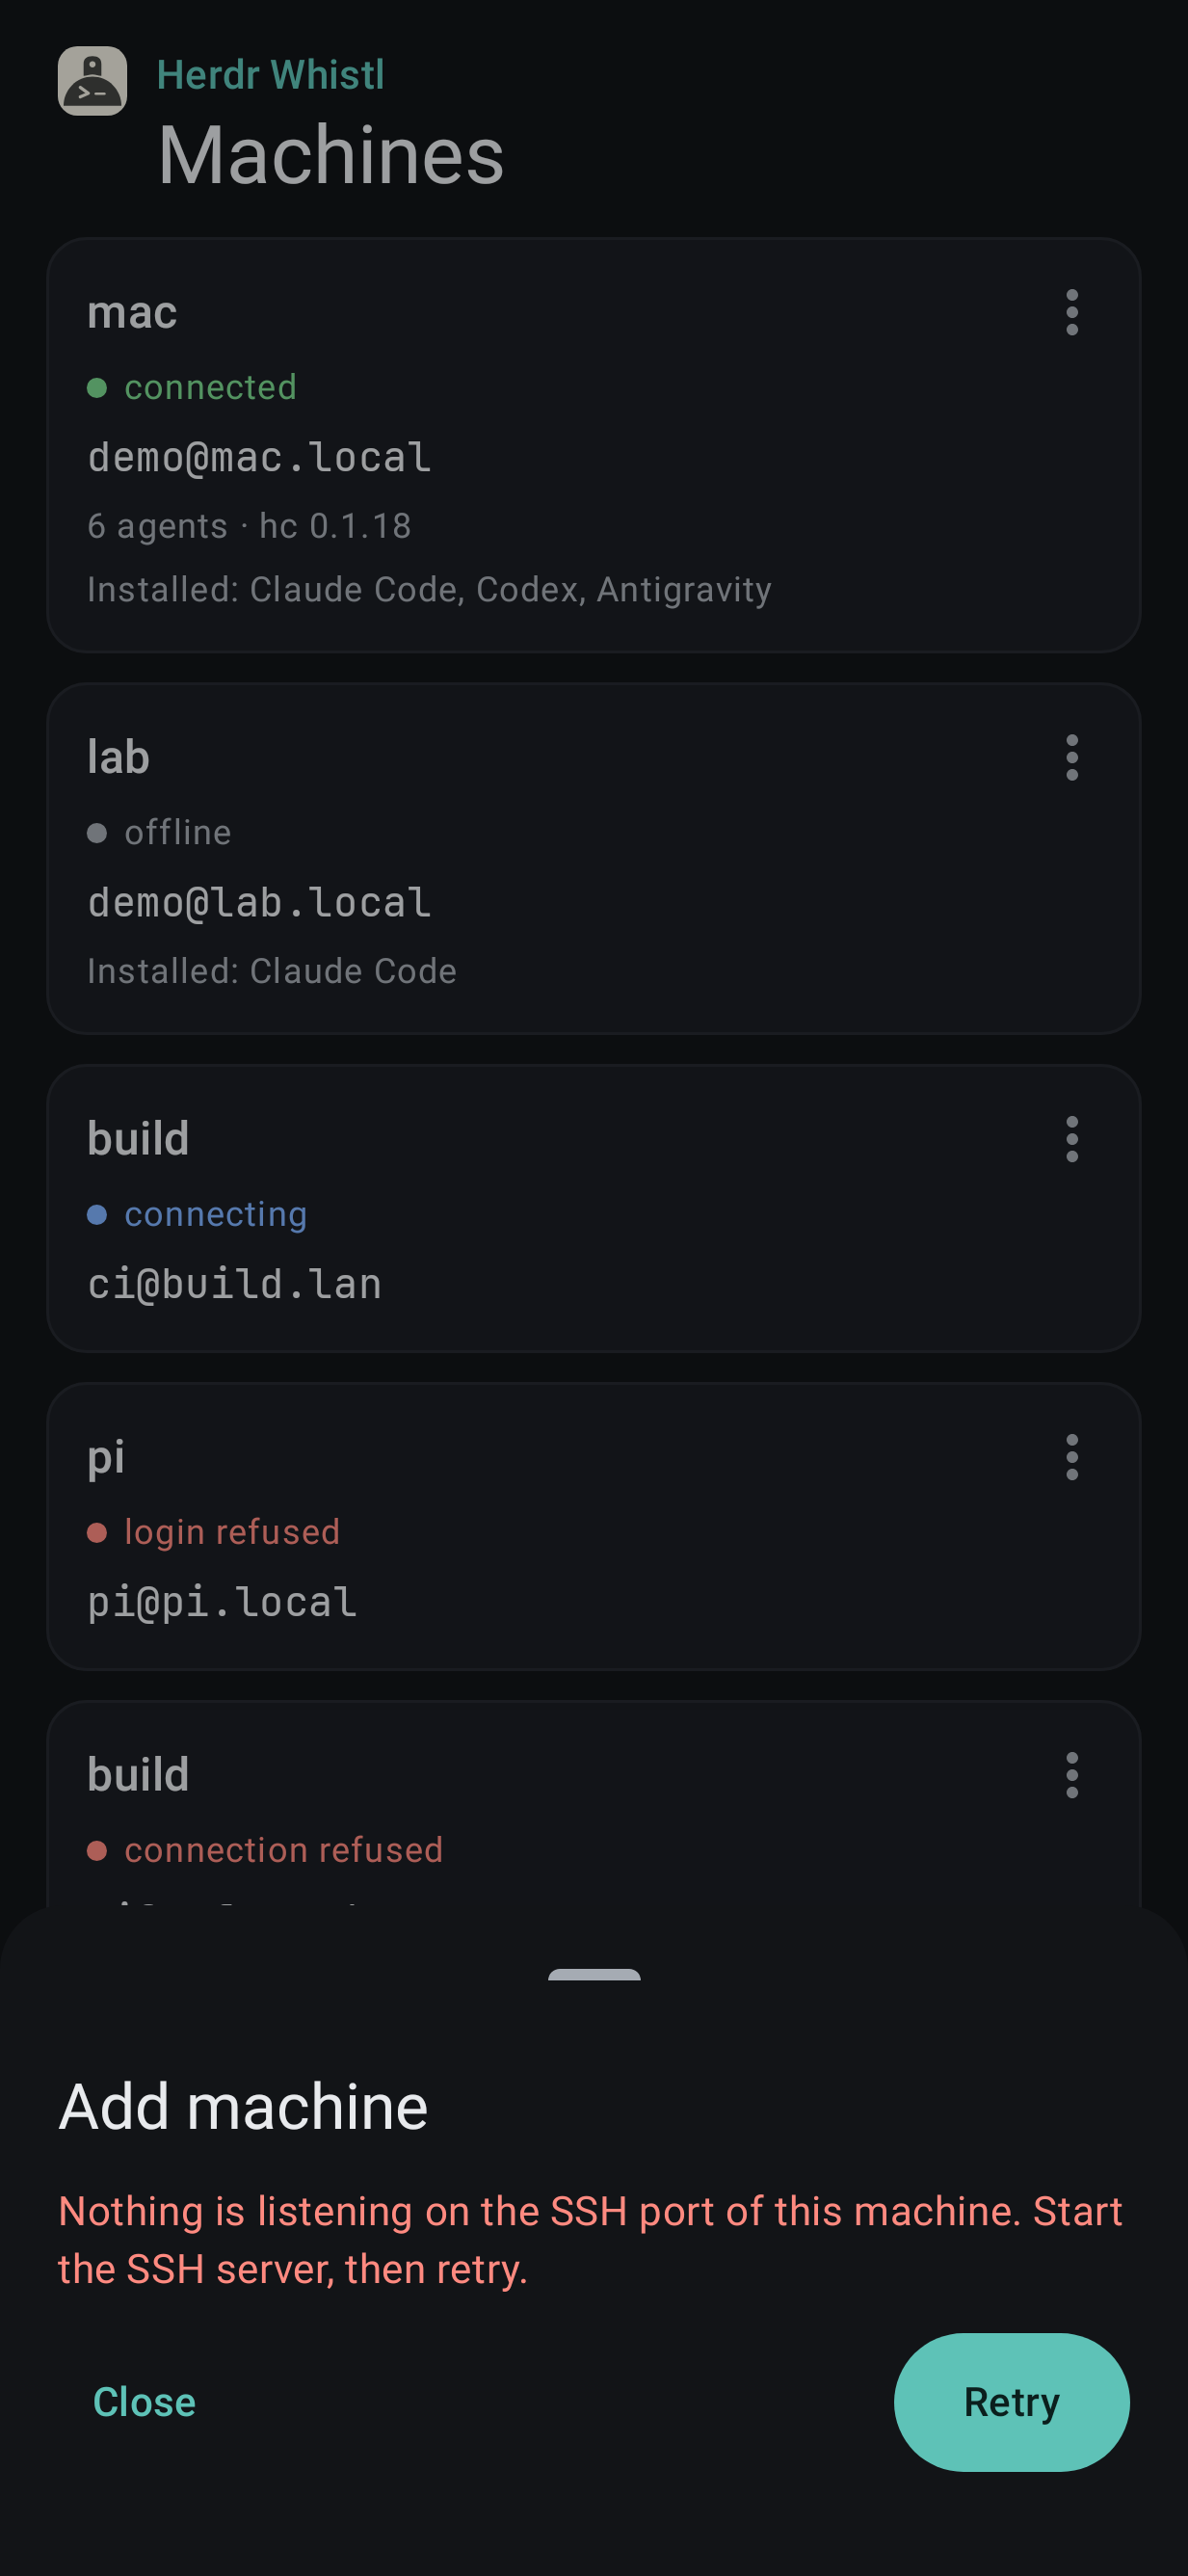 Herdr Whistl
Machines
mac
connected
demo@mac.local
6 agents · hc 0.1.18
Installed: Claude Code, Codex, Antigravity
lab
offline
demo@lab.local
Installed: Claude Code
build
connecting
ci@build.lan
pi
login refused
pi@pi.local
build
connection refused
Add machine
Nothing is listening on the SSH port of this machine. Start
the SSH server, then retry.
Close
Retry